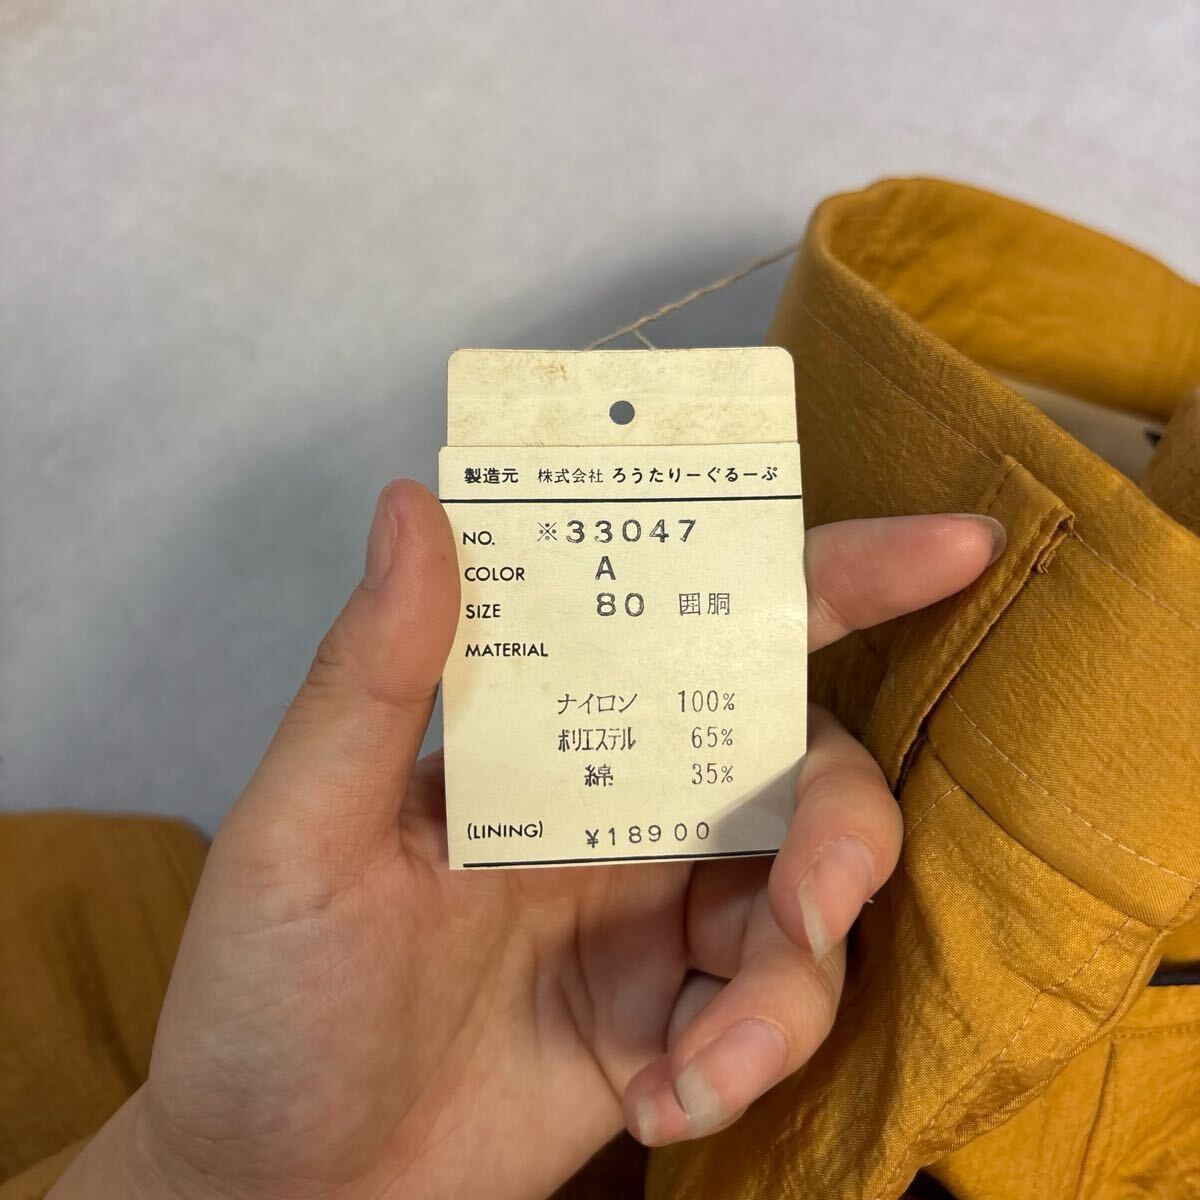 製造元 株式会社 ろうたりーぐるーぷ
NO. ※33047
COLOR A
SIZE 80 胴囲
MATERIAL
ナイロン 100%
ポリエステル 65%
綿 35%
(LINING) ¥18900